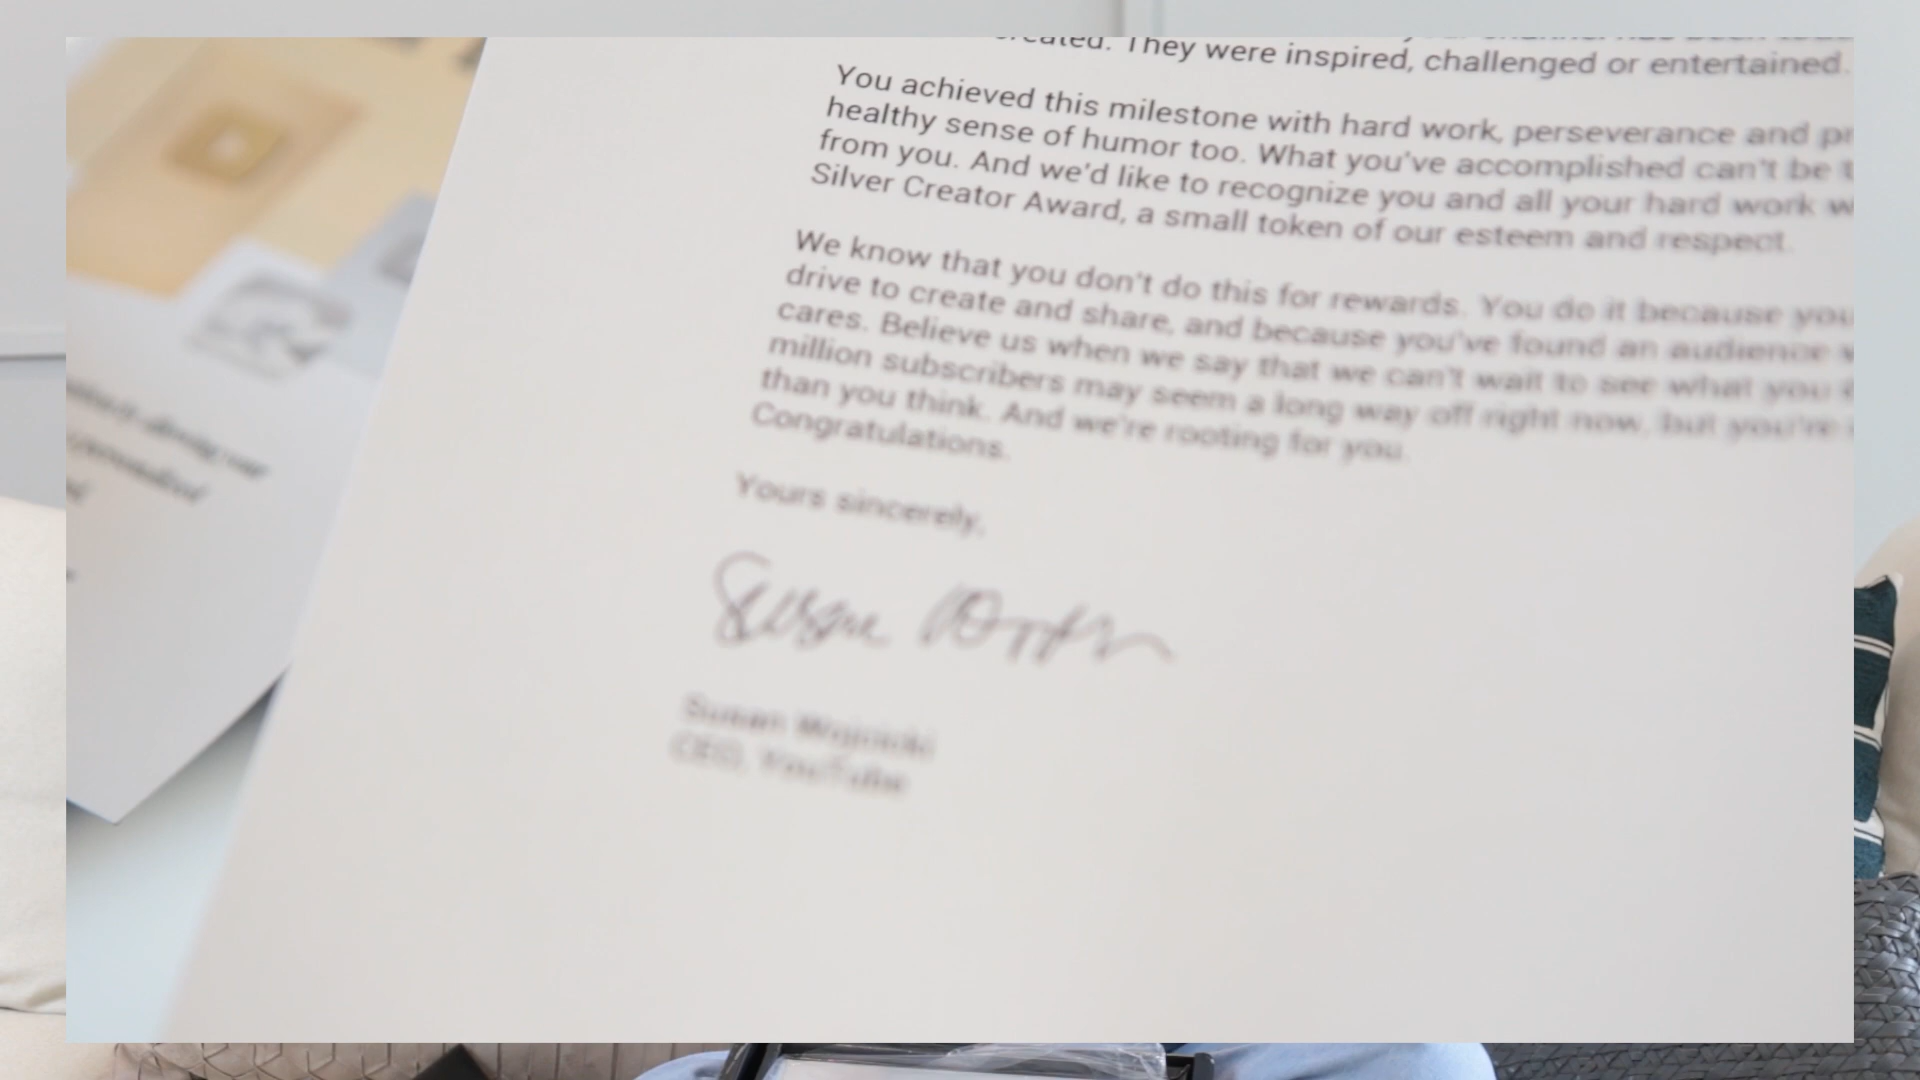 created. They were inspired, challenged or entertained.
You achieved this milestone with hard work, perseverance and
healthy sense of humor too. What you've accomplished can't be
from you. And we'd like to recognize you and all your hard work
Silver Creator Award, a small token of our esteem and respect.
We know that you don't do this for rewards. You do it because you
drive to create and share, and because you've found an audience
cares. Believe us when we say that we can't wait to see what you
million subscribers may seem a long way off right now, but you're
than you think. And we're rooting for you.
Congratulations.
Yours sincerely,
Susan Wojcicki
CEO, YouTube